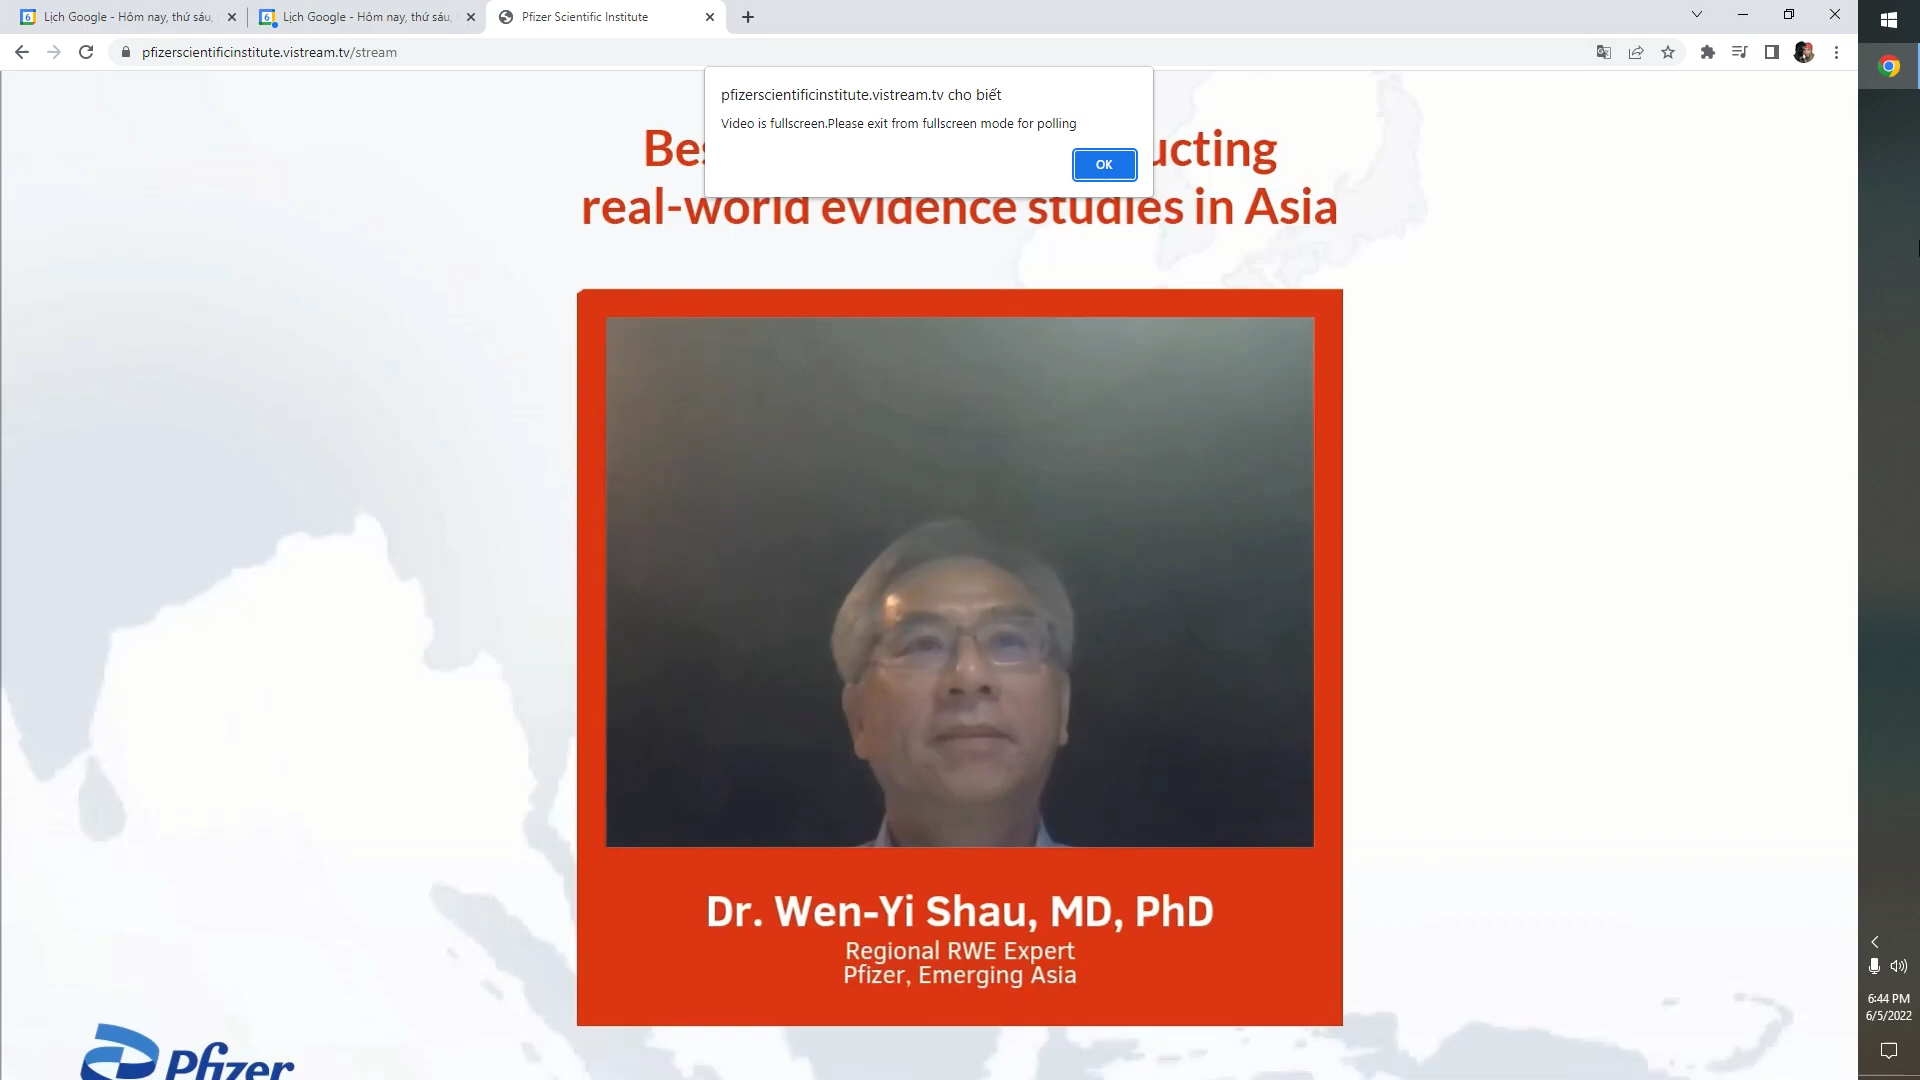 Lịch Google - Hôm nay, thứ sáu,
Lịch Google - Hôm nay, thứ sáu,
Pfizer Scientific Institute
pfizerscientificinstitute.vistream.tv/stream
pfizerscientificinstitute.vistream.tv cho biết
Video is fullscreen.Please exit from fullscreen mode for polling
OK
real-world evidence studies in Asia
Dr. Wen-Yi Shau, MD, PhD
Regional RWE Expert
Pfizer, Emerging Asia
Pfizer
6:44 PM
6/5/2022